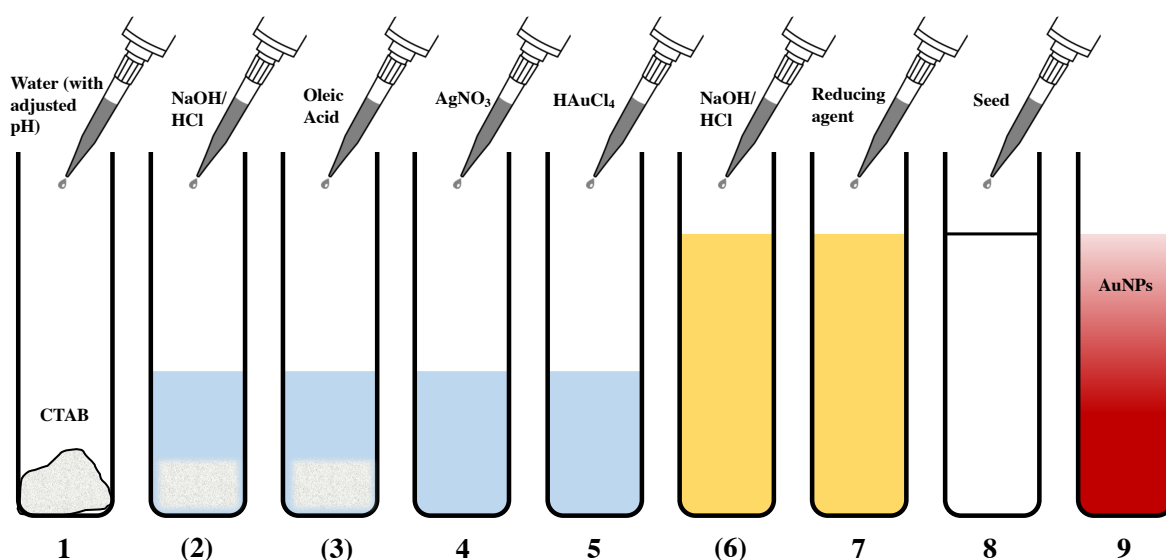 Water (with
adjusted
pH)
NaOH/
HCl
Oleic
Acid
AgNO₃
HAuCl₄
NaOH/
HCl
Reducing
agent
Seed
CTAB
AuNPs
1
(2)
(3)
4
5
(6)
7
8
9